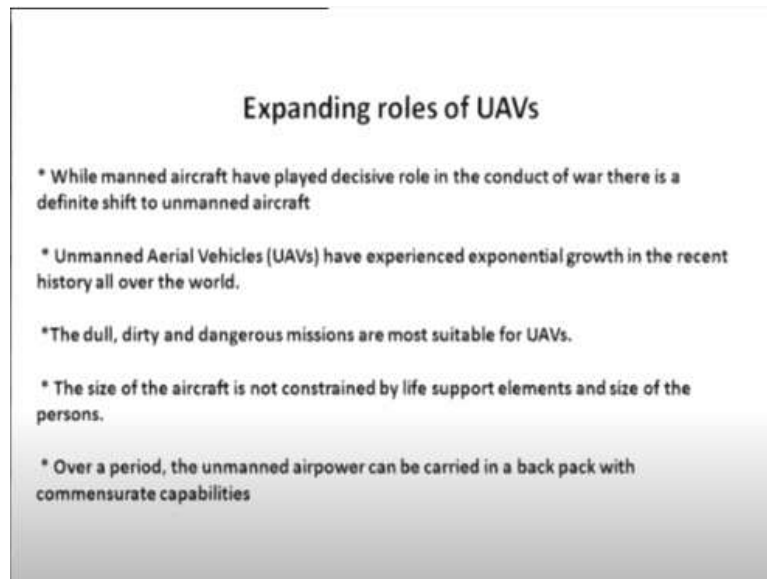 Expanding roles of UAVs
* While manned aircraft have played decisive role in the conduct of war there is a
definite shift to unmanned aircraft
* Unmanned Aerial Vehicles (UAVs) have experienced exponential growth in the recent
history all over the world.
*The dull, dirty and dangerous missions are most suitable for UAVs.
* The size of the aircraft is not constrained by life support elements and size of the
persons.
* Over a period, the unmanned airpower can be carried in a back pack with
commensurate capabilities